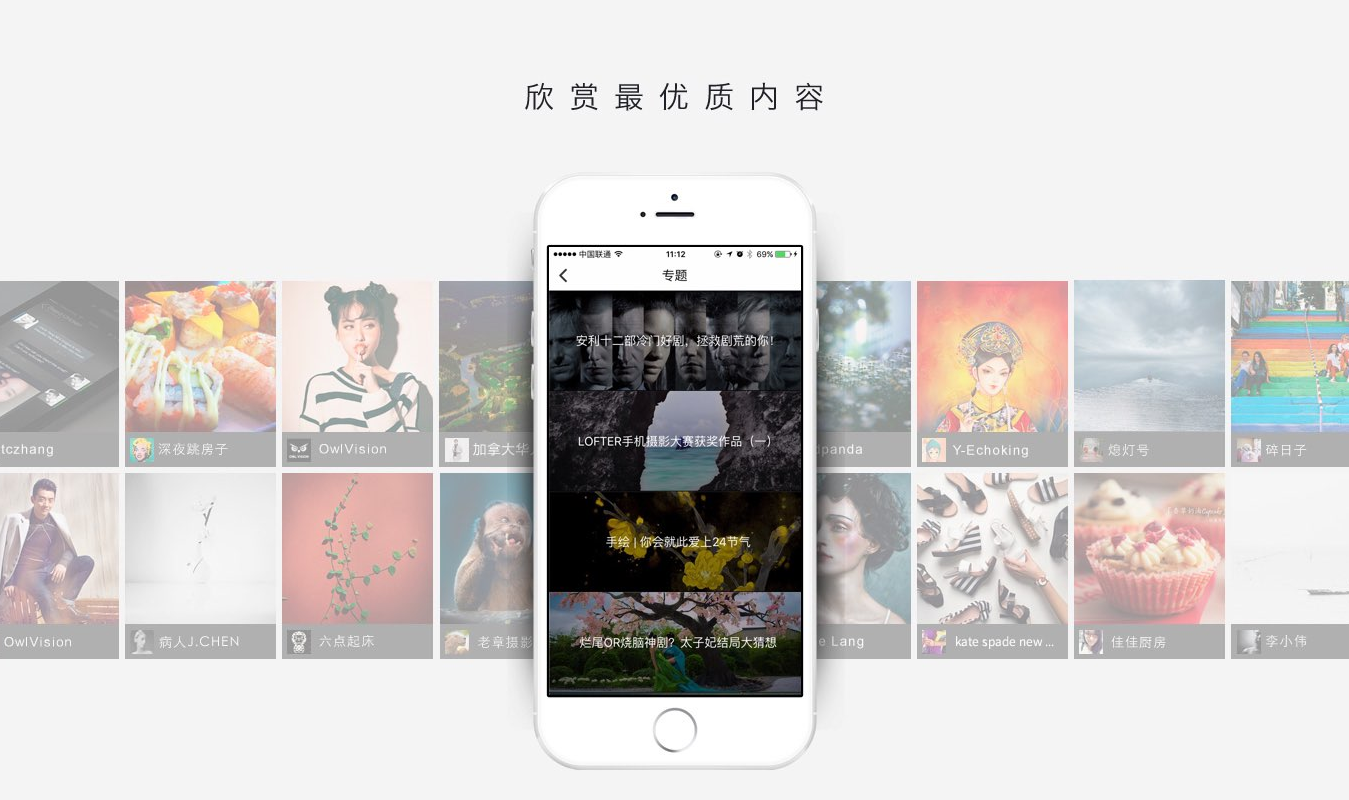 欣赏最优质内容
中国联通 11:12 69%
专题
安利十二部冷门好剧，拯救剧荒的你！
LOFTER手机摄影大赛获奖作品（一）
手绘 | 你会就此爱上24节气
烂尾OR烧脑神剧？太子妃结局大猜想
tczhang
深夜跳房子
OwlVision
加拿大华
dpanda
Y-Echoking
熄灯号
碎日子
OwlVision
病人J.CHEN
六点起床
老章摄影
e Lang
kate spade new ...
佳佳厨房
李小伟